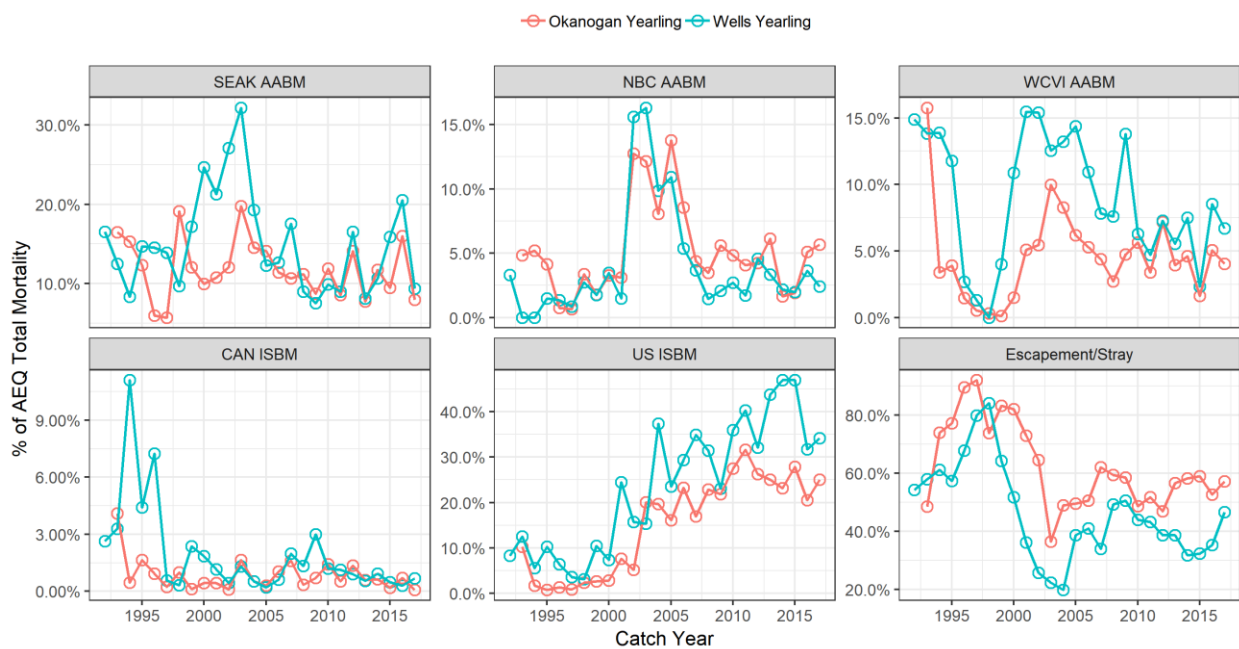 Okanogan Yearling Wells Yearling
SEAK AABM
NBC AABM
WCVI AABM
30.0%
20.0%
10.0%
15.0%
10.0%
5.0%
0.0%
15.0%
10.0%
5.0%
0.0%
% of AEQ Total Mortality
CAN ISBM
US ISBM
Escapement/Stray
9.00%
6.00%
3.00%
0.00%
40.0%
30.0%
20.0%
10.0%
0.0%
80.0%
60.0%
40.0%
20.0%
1995 2000 2005 2010 2015
1995 2000 2005 2010 2015
1995 2000 2005 2010 2015
Catch Year